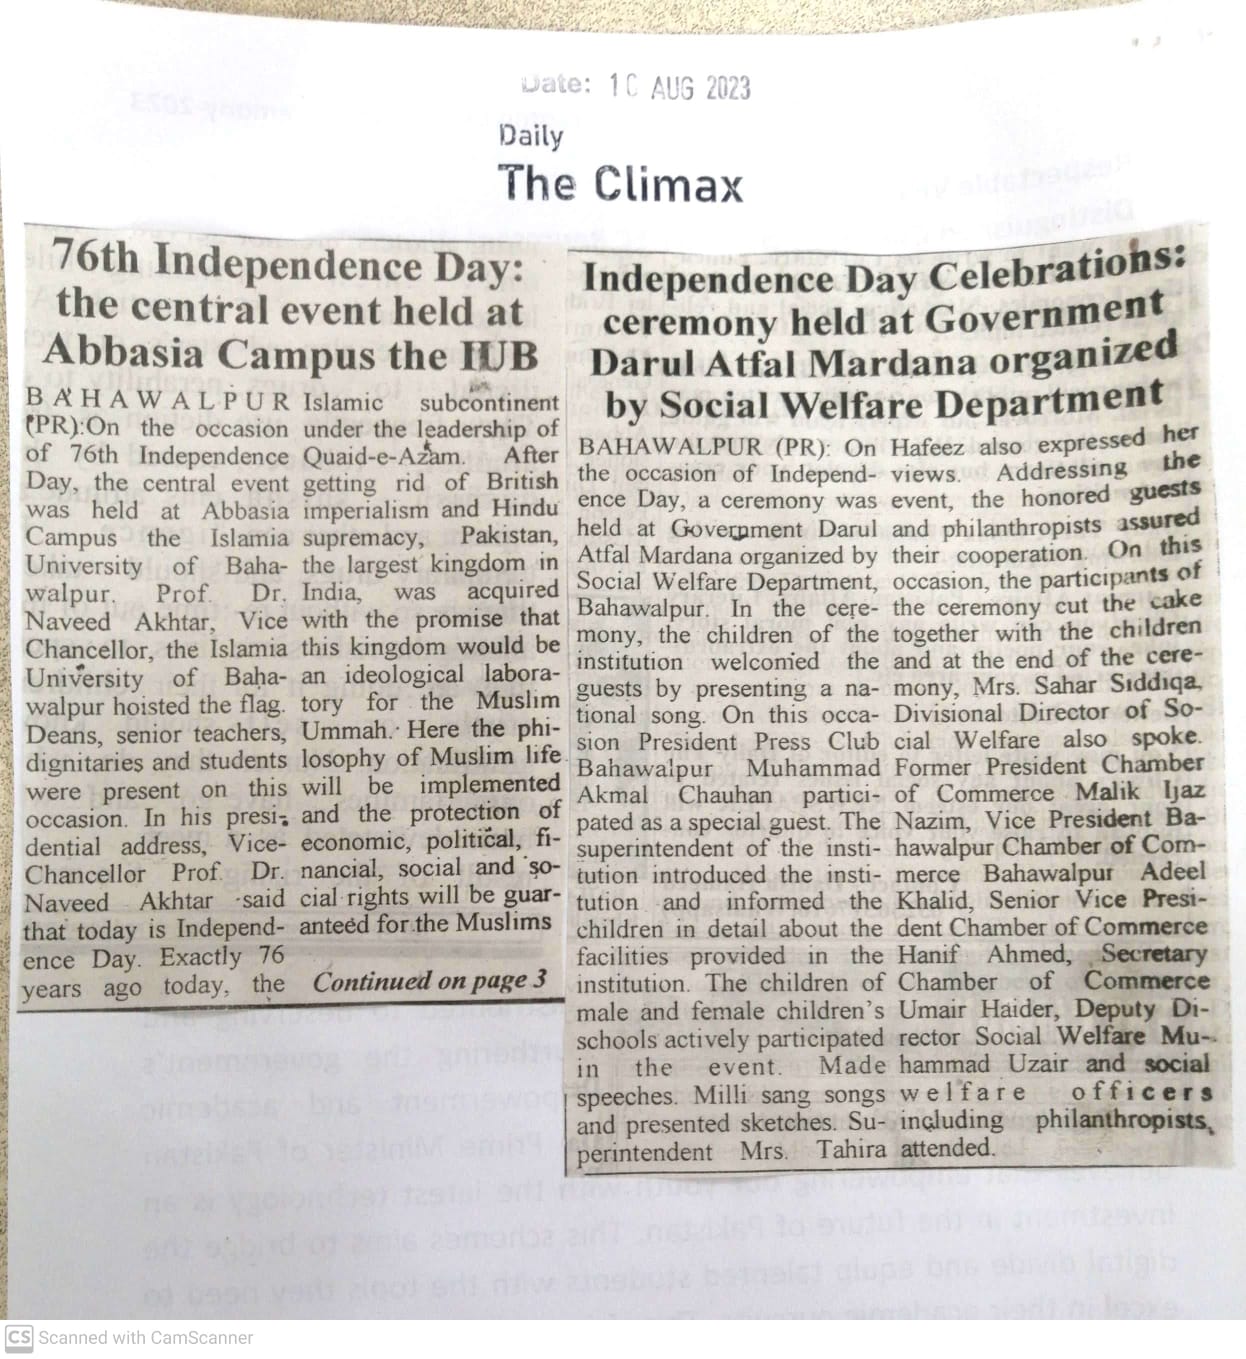 Date: 10 AUG 2023
Daily
The Climax
76th Independence Day:
the central event held at
Abbasia Campus the IUB
BAHAWALPUR
(PR):On the occasion
of 76th Independence
Day, the central event
was held at Abbasia
Campus the Islamia
University of Baha-
walpur. Prof. Dr.
Naveed Akhtar, Vice
Chancellor, the Islamia
University of Baha-
walpur hoisted the flag.
Deans, senior teachers,
dignitaries and students
were present on this
occasion. In his presi-
dential address, Vice-
Chancellor Prof. Dr.
Naveed Akhtar said
that today is Independ-
ence Day. Exactly 76
years ago today, the
Islamic subcontinent
under the leadership of
Quaid-e-Azam. After
getting rid of British
imperialism and Hindu
supremacy, Pakistan,
the largest kingdom in
India, was acquired
with the promise that
this kingdom would be
an ideological labora-
tory for the Muslim
Ummah. Here the phi-
losophy of Muslim life
will be implemented
and the protection of
economic, political, fi-
nancial, social and so-
cial rights will be guar-
anteed for the Muslims
Continued on page 3
Independence Day Celebrations:
ceremony held at Government
Darul Atfal Mardana organized
by Social Welfare Department
BAHAWALPUR (PR): On
the occasion of Independ-
ence Day, a ceremony was
held at Government Darul
Atfal Mardana organized by
Social Welfare Department,
Bahawalpur. In the cere-
mony, the children of the
institution welcomed the
guests by presenting a na-
tional song. On this occa-
sion President Press Club
Bahawalpur Muhammad
Akmal Chauhan partici-
pated as a special guest. The
superintendent of the insti-
tution introduced the insti-
tution and informed the
children in detail about the
facilities provided in the
institution. The children of
male and female children's
schools actively participated
in the event. Made
speeches. Milli sang songs
and presented sketches. Su-
perintendent Mrs. Tahira
Hafeez also expressed her
views. Addressing the
event, the honored guests
and philanthropists assured
their cooperation. On this
occasion, the participants of
the ceremony cut the cake
together with the children
and at the end of the cere-
mony, Mrs. Sahar Siddiqa,
Divisional Director of So-
cial Welfare also spoke.
Former President Chamber
of Commerce Malik Ijaz
Nazim, Vice President Ba-
hawalpur Chamber of Com-
merce Bahawalpur Adeel
Khalid, Senior Vice Presi-
dent Chamber of Commerce
Hanif Ahmed, Secretary
Chamber of Commerce
Umair Haider, Deputy Di-
rector Social Welfare Mu-
hammad Uzair and social
welfare officers
including philanthropists,
attended.
CS Scanned with CamScanner